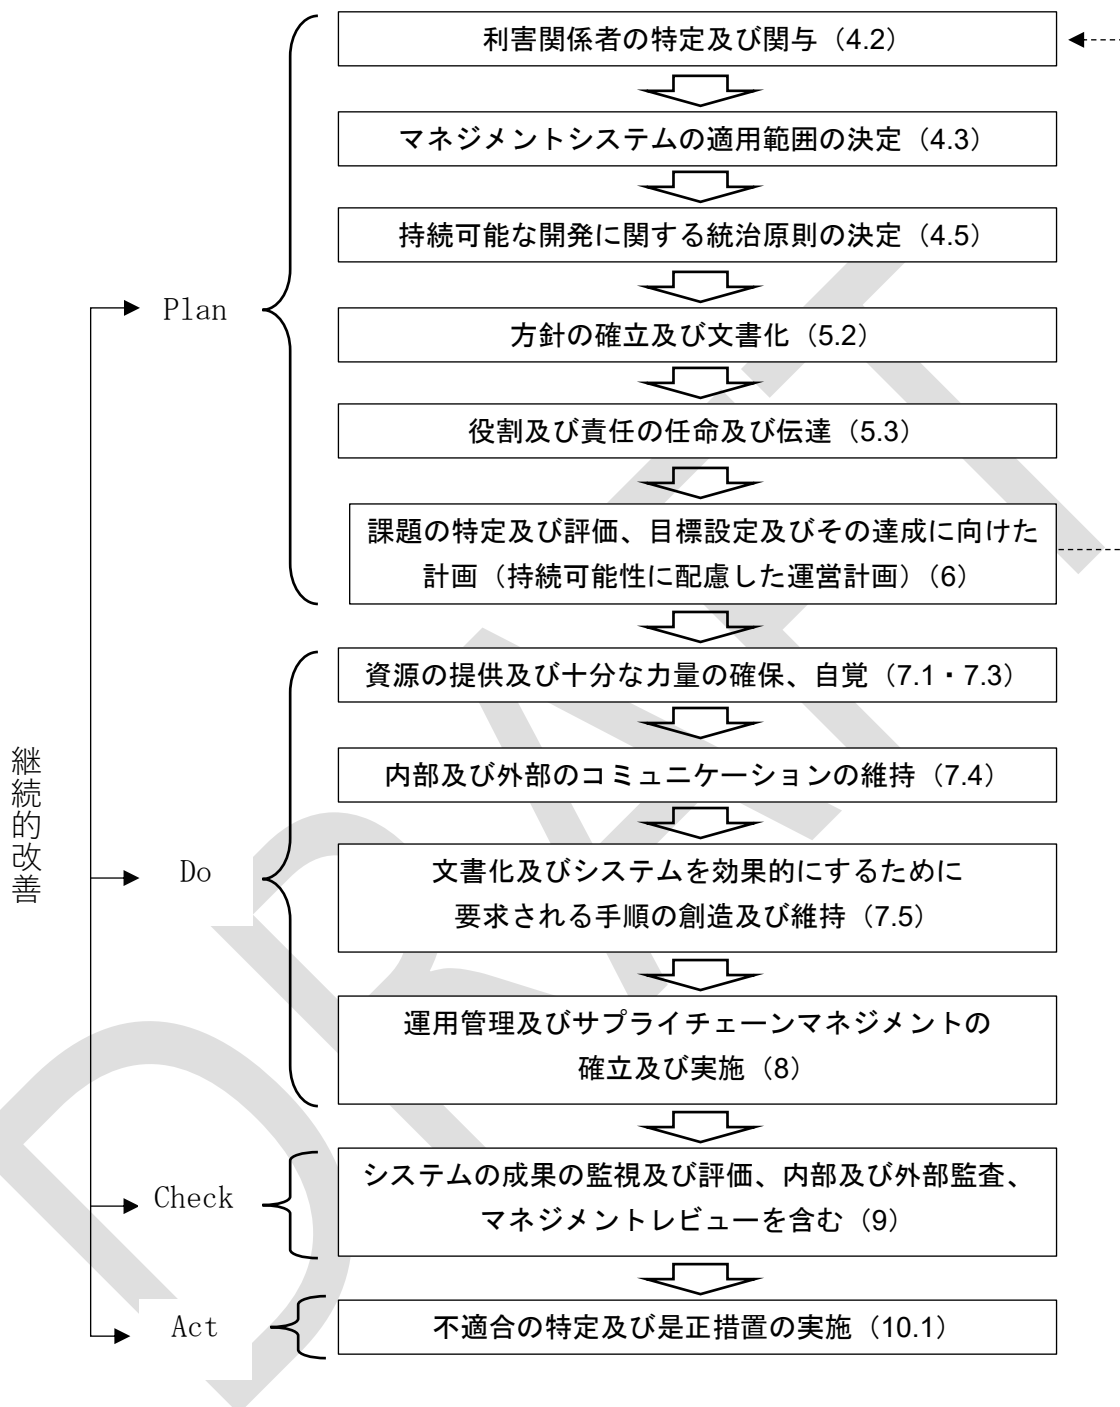 利害関係者の特定及び関与（4.2）
マネジメントシステムの適用範囲の決定（4.3）
持続可能な開発に関する統治原則の決定（4.5）
Plan
方針の確立及び文書化（5.2）
役割及び責任の任命及び伝達（5.3）
課題の特定及び評価、目標設定及びその達成に向けた
計画（持続可能性に配慮した運営計画）（6）
資源の提供及び十分な力量の確保、自覚（7.1・7.3）
内部及び外部のコミュニケーションの維持（7.4）
継続的改善
Do
文書化及びシステムを効果的にするために
要求される手順の創造及び維持（7.5）
運用管理及びサプライチェーンマネジメントの
確立及び実施（8）
Check
システムの成果の監視及び評価、内部及び外部監査、
マネジメントレビューを含む（9）
Act
不適合の特定及び是正措置の実施（10.1）
DRAFT